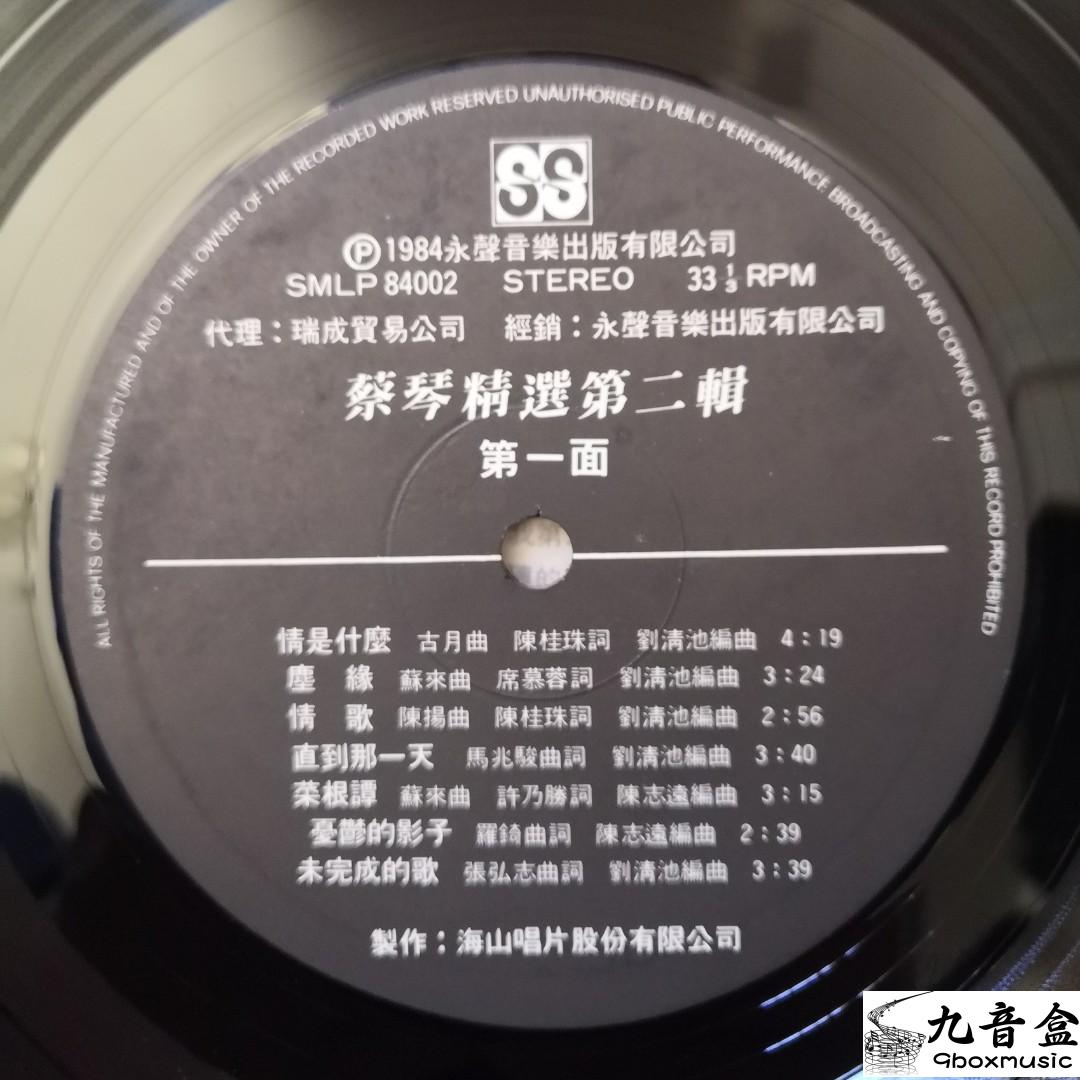 ALL RIGHTS OF THE MANUFACTURED AND OF THE OWNER OF THE RECORDED WORK RESERVED UNAUTHORISED PUBLIC PERFORMANCE BROADCASTING AND COPYING OF THIS RECORD PROHIBITED
SS
Ⓟ1984永聲音樂出版有限公司
SMLP 84002 STEREO 33⅓ RPM
代理：瑞成貿易公司 經銷：永聲音樂出版有限公司
蔡琴精選第二輯
第一面
情是什麼 古月曲 陳桂珠詞 劉清池編曲 4:19
塵緣 蘇來曲 席慕蓉詞 劉清池編曲 3:24
情歌 陳揚曲 陳桂珠詞 劉清池編曲 2:56
直到那一天 馬兆駿曲詞 劉清池編曲 3:40
菜根譚 蘇來曲 許乃勝詞 陳志遠編曲 3:15
憂鬱的影子 羅錡曲詞 陳志遠編曲 2:39
未完成的歌 張弘志曲詞 劉清池編曲 3:39
製作：海山唱片股份有限公司
九音盒
9boxmusic